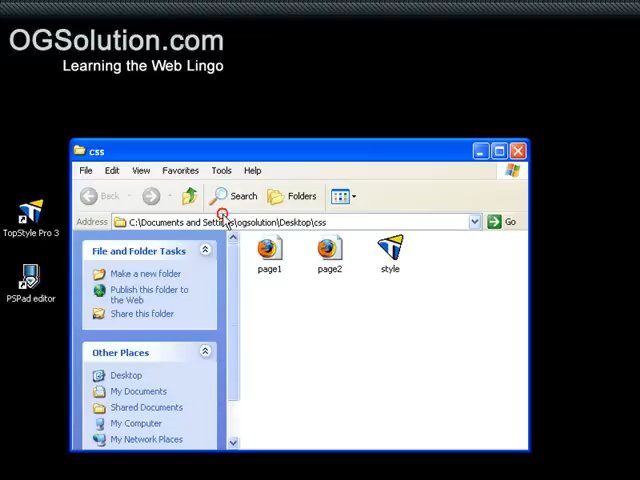 OGSolution.com
Learning the Web Lingo
css
File Edit View Favorites Tools Help
Back Search Folders
Address C:\Documents and Settings\ogsolution\Desktop\css Go
File and Folder Tasks
Make a new folder
Publish this folder to
the Web
Share this folder
Other Places
Desktop
My Documents
Shared Documents
My Computer
My Network Places
page1 page2 style
TopStyle Pro 3
PSPad editor